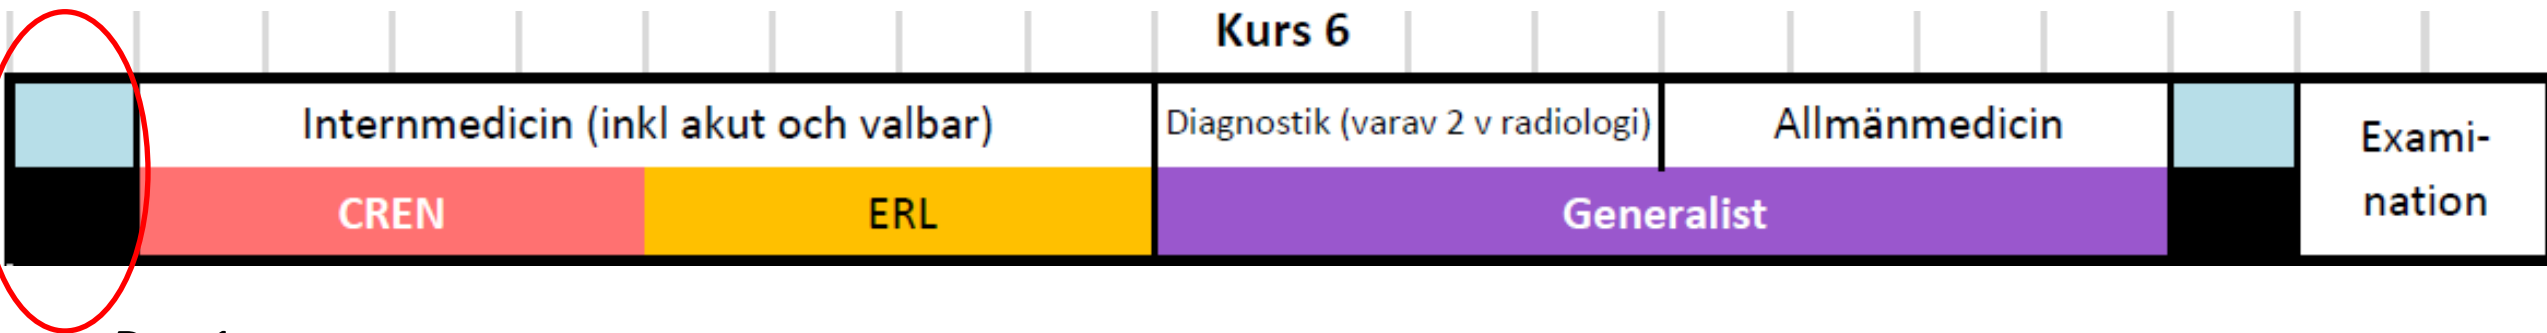 Kurs 6
Internmedicin (inkl akut och valbar)
Diagnostik (varav 2 v radiologi)
Allmänmedicin
Exami-
nation
CREN
ERL
Generalist